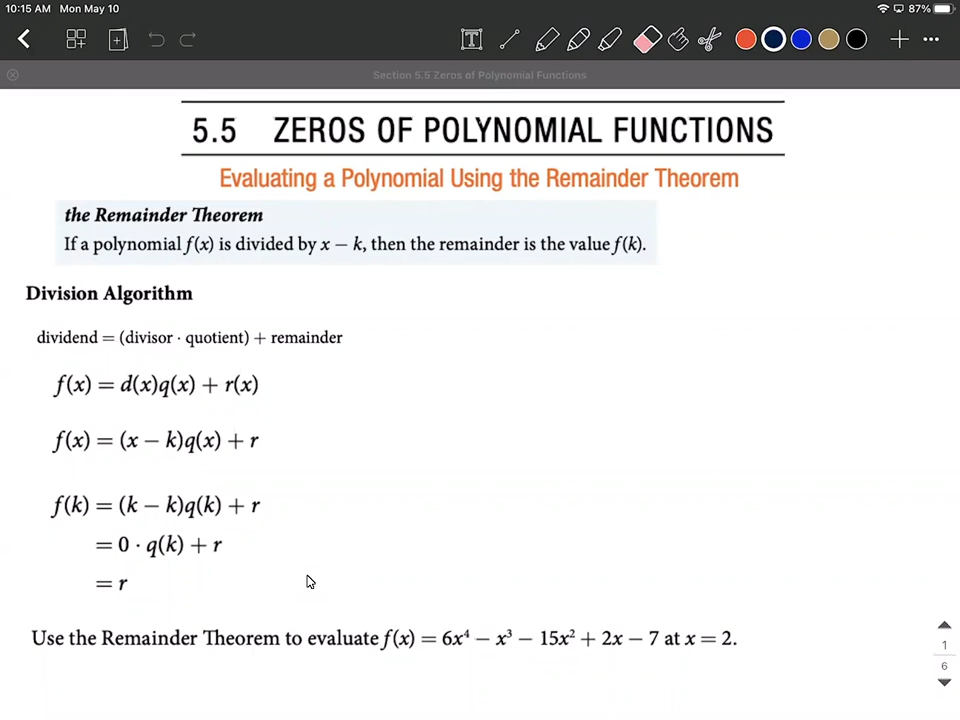 10:15 AM Mon May 10
87%
Section 5.5 Zeros of Polynomial Functions
5.5 ZEROS OF POLYNOMIAL FUNCTIONS
Evaluating a Polynomial Using the Remainder Theorem
the Remainder Theorem
If a polynomial f(x) is divided by x − k, then the remainder is the value f(k).
Division Algorithm
dividend = (divisor · quotient) + remainder
f(x) = d(x)q(x) + r(x)
f(x) = (x − k)q(x) + r
f(k) = (k − k)q(k) + r
= 0 · q(k) + r
= r
Use the Remainder Theorem to evaluate f(x) = 6x⁴ − x³ − 15x² + 2x − 7 at x = 2.
1
6